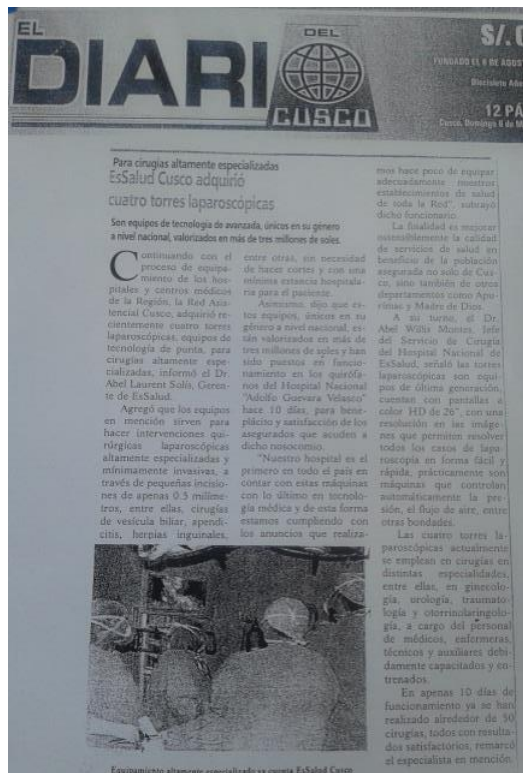 EL
DIARI
DEL
CUSCO
S/.
FUNDADO EL 6 DE AGOS
Diecisiete Año
12 PÁ
Cusco, Domingo 8 de M
Para cirugías altamente especializadas
EsSalud Cusco adquirió
cuatro torres laparoscópicas
Son equipos de tecnología de avanzada, únicos en su género
a nivel nacional, valorizados en más de tres millones de soles.
Continuando con el
proceso de equipa-
miento de los hos-
pitales y centros médicos
de la Región, la Red Asis-
tencial Cusco, adquirió re-
cientemente cuatro torres
laparoscópicas, equipos de
tecnología de punta, para
cirugías altamente espe-
cializadas, informó el Dr.
Abel Laurent Solís, Geren-
te de EsSalud.
Agregó que los equipos
en mención sirven para
hacer intervenciones qui-
rúrgicas laparoscópicas
altamente especializadas y
mínimamente invasivas, a
través de pequeñas incisio-
nes de apenas 0.5 milíme-
tros, entre ellas, cirugías
de vesícula biliar, apendi-
citis, hernias inguinales,
entre otras, sin necesidad
de hacer cortes y con una
mínima estancia hospitala-
ria para el paciente.
Asimismo, dijo que es-
tos equipos, únicos en su
género a nivel nacional, es-
tán valorizados en más de
tres millones de soles y han
sido puestos en funcio-
namiento en los quirófa-
nos del Hospital Nacional
"Adolfo Guevara Velasco"
hace 10 días, para bene-
plácito y satisfacción de los
asegurados que acuden a
dicho nosocomio.
"Nuestro hospital es el
primero en todo el país en
contar con estas máquinas
con lo último en tecnolo-
gía médica y de esta forma
estamos cumpliendo con
los anuncios que realiza-
mos hace poco de equipar
adecuadamente nuestros
establecimientos de salud
de toda la Red", subrayó
dicho funcionario.
La finalidad es mejorar
ostensiblemente la calidad
de servicios de salud en
beneficio de la población
asegurada no solo de Cus-
co, sino también de otros
departamentos como Apu-
rímac y Madre de Dios.
A su turno, el Dr.
Abel Willis Montes, Jefe
del Servicio de Cirugía
del Hospital Nacional de
EsSalud, señaló las torres
laparoscópicas son equi-
pos de última generación,
cuentan con pantallas a
color HD de 26", con una
resolución en las imáge-
nes que permiten resolver
todos los casos de lapa-
roscopía en forma fácil y
rápida, prácticamente son
máquinas que controlan
automáticamente la pre-
sión, el flujo de aire, entre
otras bondades.
Las cuatro torres la-
paroscópicas actualmente
se emplean en cirugías en
distintas especialidades,
entre ellas, en ginecolo-
gía, urología, traumato-
logía y otorrinolaringolo-
gía, a cargo del personal
de médicos, enfermeras,
técnicos y auxiliares debi-
damente capacitados y en-
trenados.
En apenas 10 días de
funcionamiento ya se han
realizado alrededor de 50
cirugías, todos con resulta-
dos satisfactorios, remarcó
el especialista en mención.
Equipamiento altamente especializado ya cuenta EsSalud Cusco